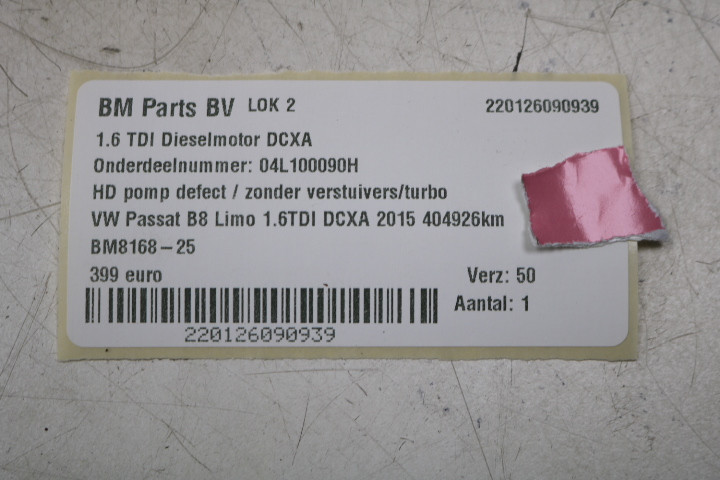 BM Parts BV LOK 2 220126090939
1.6 TDI Dieselmotor DCXA
Onderdeelnummer: 04L100090H
HD pomp defect / zonder verstuivers/turbo
VW Passat B8 Limo 1.6TDI DCXA 2015 404926km
BM8168-25
399 euro Verz: 50
Aantal: 1
220126090939